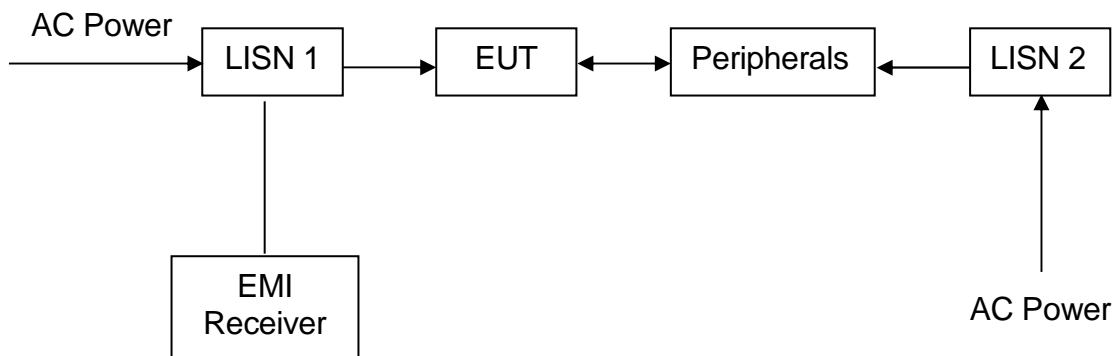 AC Power
LISN 1
EUT
Peripherals
LISN 2
EMI
Receiver
AC Power